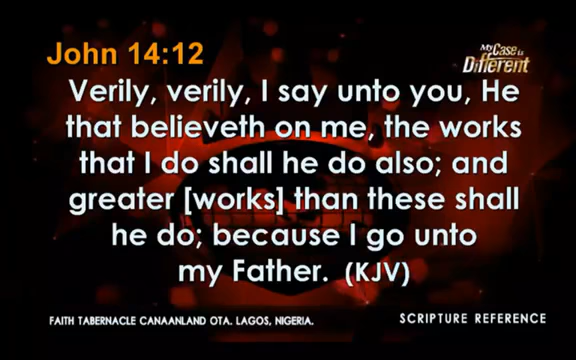 John 14:12
My Case is
Different
Verily, verily, I say unto you, He
that believeth on me, the works
that I do shall he do also; and
greater [works] than these shall
he do; because I go unto
my Father. (KJV)
FAITH TABERNACLE CANAANLAND OTA. LAGOS, NIGERIA.
SCRIPTURE REFERENCE